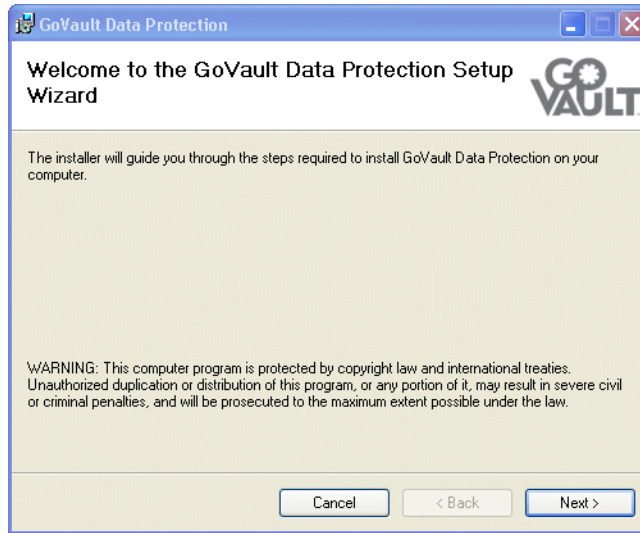 GoVault Data Protection
Welcome to the GoVault Data Protection Setup
Wizard
GO
VAULT
The installer will guide you through the steps required to install GoVault Data Protection on your
computer.
WARNING: This computer program is protected by copyright law and international treaties.
Unauthorized duplication or distribution of this program, or any portion of it, may result in severe civil
or criminal penalties, and will be prosecuted to the maximum extent possible under the law.
Cancel
< Back
Next >